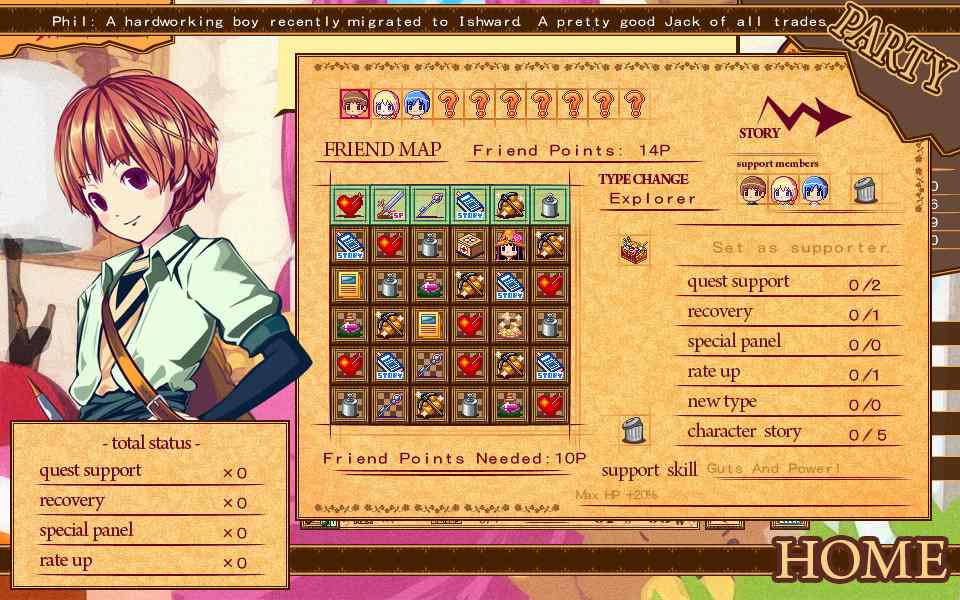 Phil: A hardworking boy recently migrated to Ishward. A pretty good Jack of all trades
PARTY
STORY
FRIEND MAP
Friend Points: 14P
support members
TYPE CHANGE
Explorer
SF
STORY
Set as supporter.
STORY
quest support 0/2
STORY
recovery 0/1
special panel 0/0
rate up 0/1
STORY
STORY
new type 0/0
character story 0/5
- total status -
Friend Points Needed:10P
support skill Guts And Power!
quest support ×0
Max HP +20%
recovery ×0
special panel ×0
rate up ×0
HOME